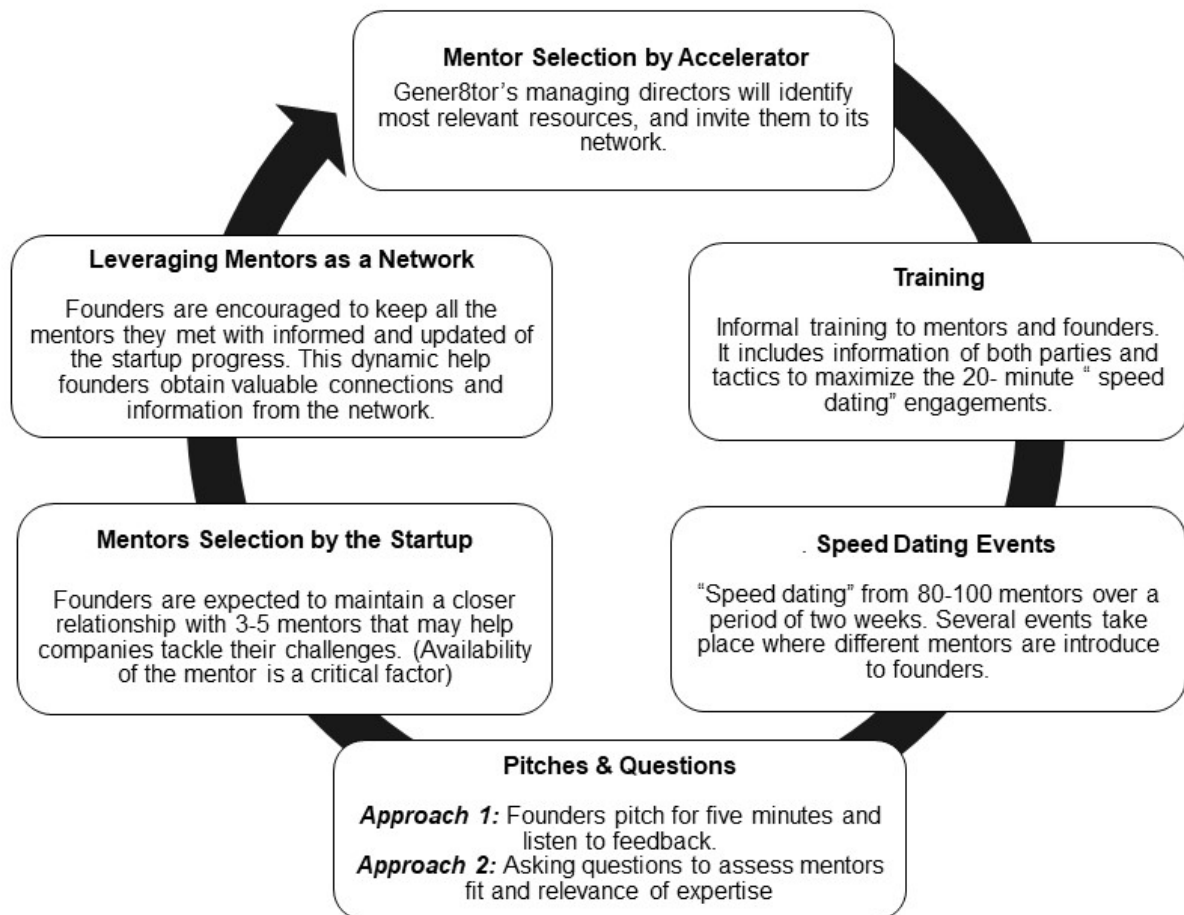 Mentor Selection by Accelerator
Gener8tor’s managing directors will identify
most relevant resources, and invite them to its
network.
Training
Informal training to mentors and founders.
It includes information of both parties and
tactics to maximize the 20- minute “ speed
dating” engagements.
. Speed Dating Events
“Speed dating” from 80-100 mentors over a
period of two weeks. Several events take
place where different mentors are introduce
to founders.
Pitches & Questions
Approach 1: Founders pitch for five minutes and
listen to feedback.
Approach 2: Asking questions to assess mentors
fit and relevance of expertise
Mentors Selection by the Startup
Founders are expected to maintain a closer
relationship with 3-5 mentors that may help
companies tackle their challenges. (Availability
of the mentor is a critical factor)
Leveraging Mentors as a Network
Founders are encouraged to keep all the
mentors they met with informed and updated of
the startup progress. This dynamic help
founders obtain valuable connections and
information from the network.